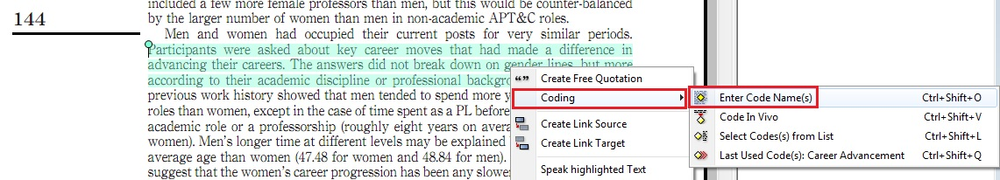 included a few more female professors than men, but this would be counter-balanced
144
by the larger number of women than men in non-academic APT&C roles.
Men and women had occupied their current posts for very similar periods.
Participants were asked about key career moves that had made a difference in
advancing their careers. The answers did not break down on gender lines, but more
according to their academic discipline or professional backgro
previous work history showed that men tended to spend more y
roles than women, except in the case of time spent as a PL before
academic role or a professorship (roughly eight years on avera
women). Men's longer time at different levels may be explained
average age than women (47.48 for women and 48.84 for men).
suggest that the women's career progression has been any slowe
Create Free Quotation
Coding
Create Link Source
Create Link Target
Speak highlighted Text
Enter Code Name(s) Ctrl+Shift+O
Code In Vivo Ctrl+Shift+V
Select Codes(s) from List Ctrl+Shift+L
Last Used Code(s): Career Advancement Ctrl+Shift+Q